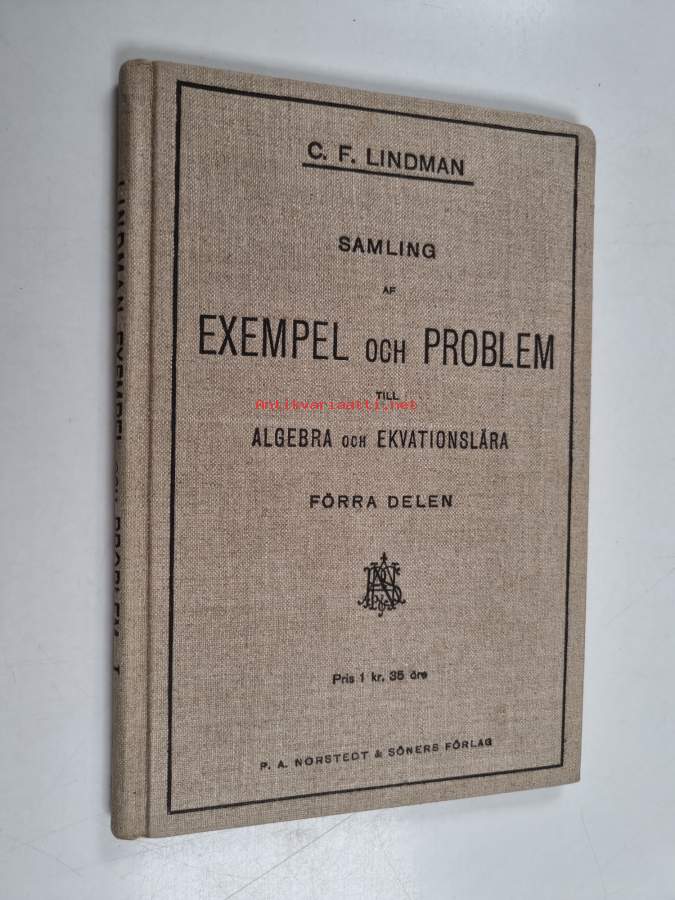 C. F. LINDMAN
SAMLING
AF
EXEMPEL OCH PROBLEM
TILL
Antikvariaatti.net
ALGEBRA OCH EKVATIONSLÄRA
FÖRRA DELEN
Pris 1 kr. 35 öre
P. A. NORSTEDT & SÖNERS FÖRLAG
LINDMAN, EXEMPEL OCH PROBLEM. I